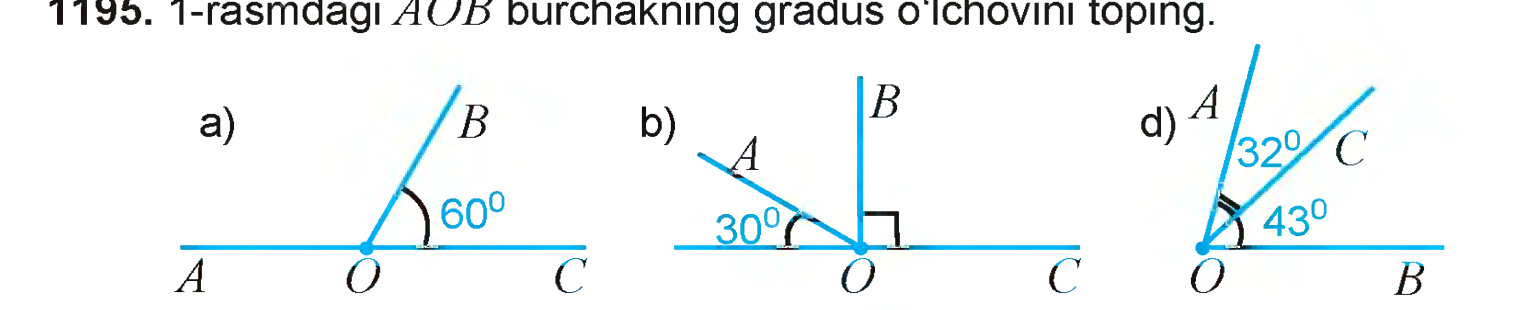 1195. 1-rasmdagi AOB burchakning gradus o‘lchovini toping.
a) B 60⁰ A O C
b) A B 30⁰ O C
d) A 32⁰ C 43⁰ O B